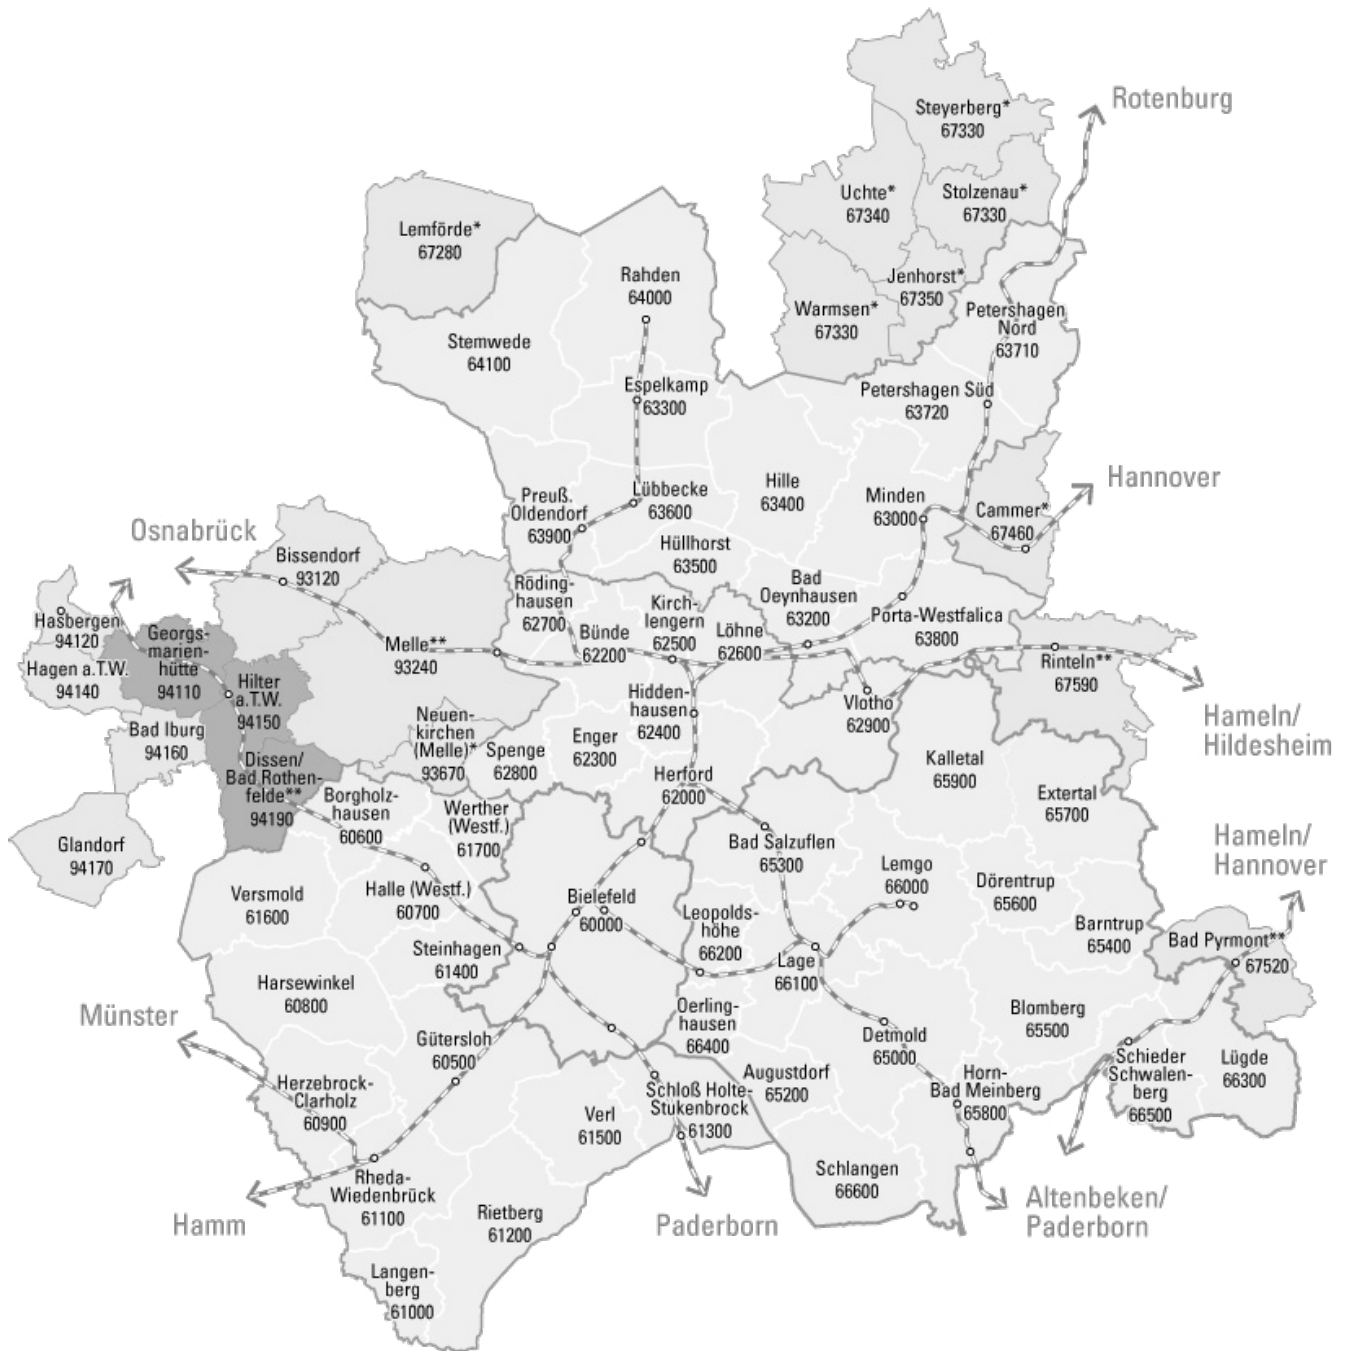 Steyerberg*
67330
Rotenburg
Uchte*
67340
Stolzenau*
67330
Lemförde*
67280
Jenhorst*
67350
Warmsen*
67330
Rahden
64000
Petershagen
Nord
63710
Stemwede
64100
Espelkamp
63300
Petershagen Süd
63720
Hille
63400
Minden
63000
Cammer*
67460
Hannover
Preuß.
Oldendorf
63900
Lübbecke
63600
Hüllhorst
63500
Osnabrück
Bissendorf
93120
Röding-
hausen
62700
Kirch-
lengern
62500
Bad
Oeynhausen
63200
Porta-Westfalica
63800
Hasbergen
94120
Georgs-
marien-
hütte
94110
Melle**
93240
Bünde
62200
Löhne
62600
Rinteln**
67590
Hagen a.T.W.
94140
Hilter
a.T.W.
94150
Hidden-
hausen
62400
Vlotho
62900
Hameln/
Hildesheim
Bad Iburg
94160
Neuen-
kirchen
(Melle)*
93670
Spenge
62800
Enger
62300
Kalletal
65900
Dissen/
Bad Rothen-
felde**
94190
Herford
62000
Extertal
65700
Borgholz-
hausen
60600
Werther
(Westf.)
61700
Glandorf
94170
Bad Salzuflen
65300
Lemgo
66000
Hameln/
Hannover
Versmold
61600
Halle (Westf.)
60700
Bielefeld
60000
Dörentrup
65600
Leopolds-
höhe
66200
Barntrup
65400
Bad Pyrmont**
67520
Steinhagen
61400
Lage
66100
Harsewinkel
60800
Oerling-
hausen
66400
Blomberg
65500
Münster
Gütersloh
60500
Detmold
65000
Schieder
Schwalen-
berg
66500
Lügde
66300
Herzebrock-
Clarholz
60900
Augustdorf
65200
Horn-
Bad Meinberg
65800
Schloß Holte-
Stukenbrock
61300
Verl
61500
Rheda-
Wiedenbrück
61100
Schlangen
66600
Hamm
Rietberg
61200
Paderborn
Altenbeken/
Paderborn
Langen-
berg
61000